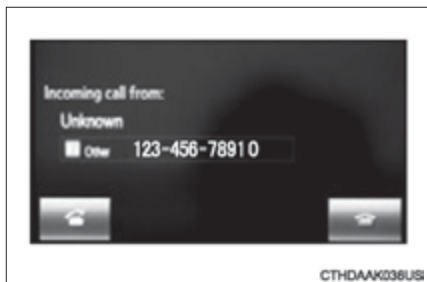 Incoming call from:
Unknown
Other 123-456-78910
CTHDAAK036US